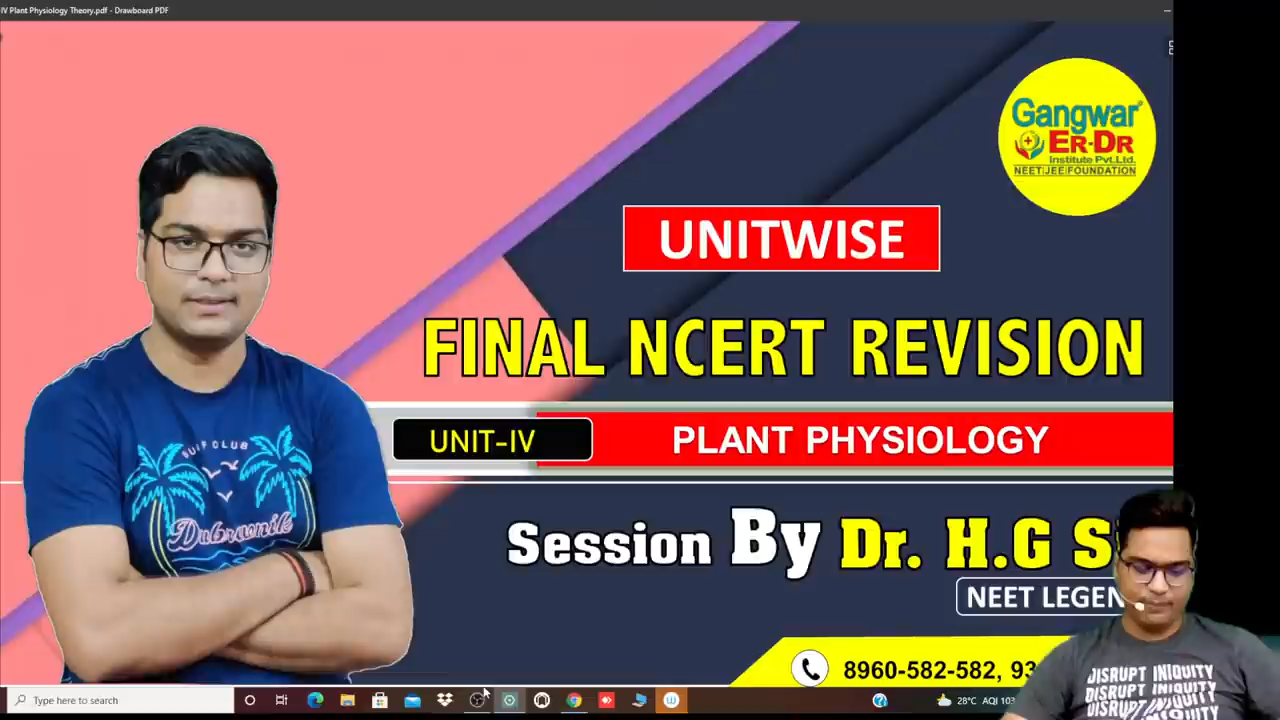 IV Plant Physiology Theory.pdf - Drawboard PDF
Gangwar
ER-DR
Institute Pvt.Ltd.
NEET|JEE|FOUNDATION
UNITWISE
FINAL NCERT REVISION
UNIT-IV
PLANT PHYSIOLOGY
SURF CLUB
Dubrovnik
Session By Dr. H.G
NEET LEGEN
8960-582-582, 93
DISRUPT INIQUITY
DISRUPT INIQUITY
DISRUPT INIQUITY
Type here to search
28°C AQI 103